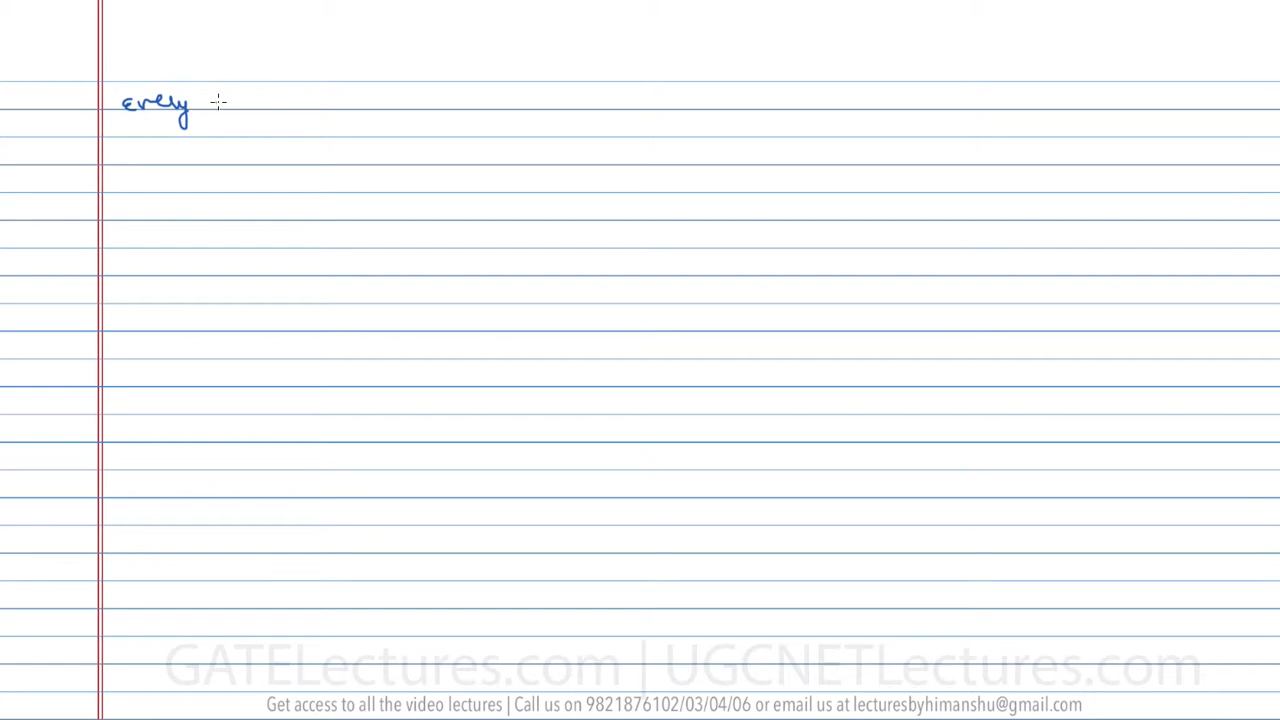 every
GATELectures.com | UGCNETLectures.com
Get access to all the video lectures | Call us on 9821876102/03/04/06 or email us at lecturesbyhimanshu@gmail.com